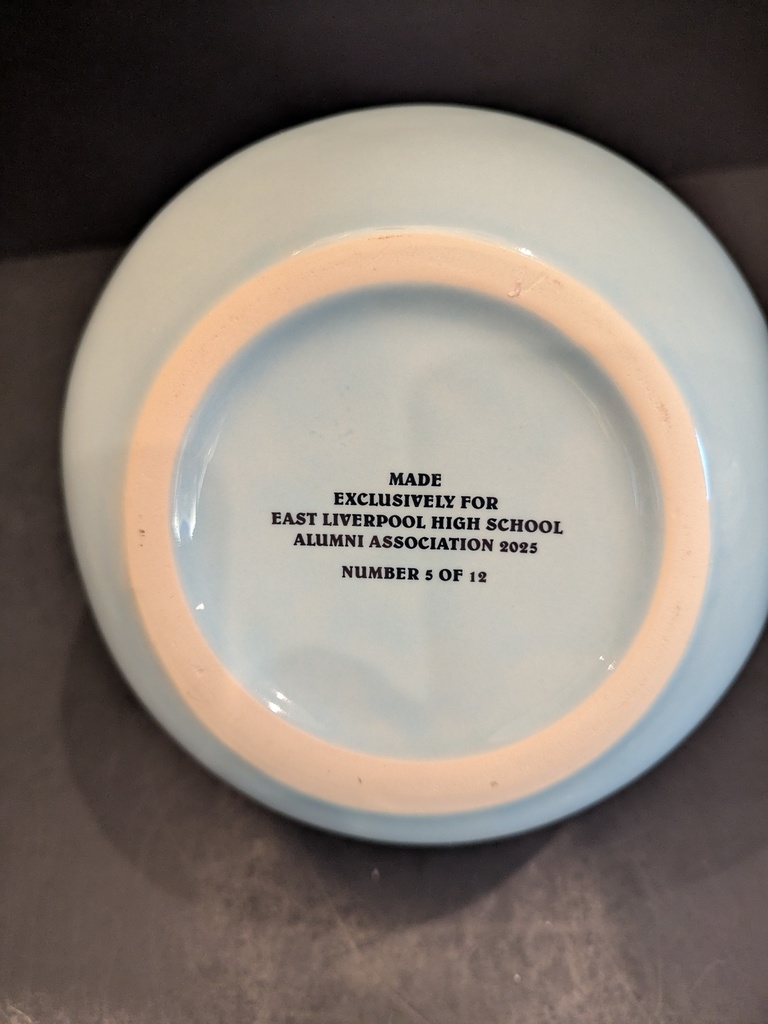 MADE
EXCLUSIVELY FOR
EAST LIVERPOOL HIGH SCHOOL
ALUMNI ASSOCIATION 2025
NUMBER 5 OF 12